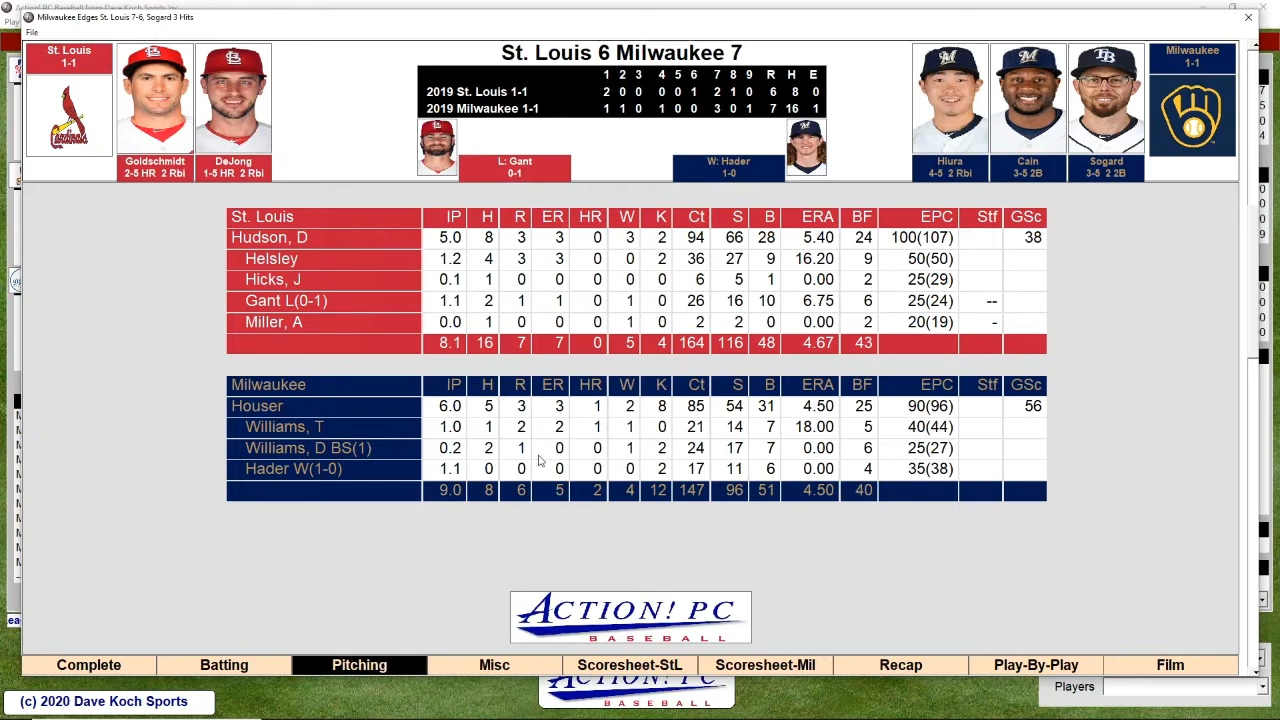 Milwaukee Edges St. Louis 7-6, Sogard 3 Hits
File
St. Louis 6 Milwaukee 7
St. Louis
1-1
Goldschmidt
2-5 HR 2 Rbi
DeJong
1-5 HR 2 Rbi
1 2 3 4 5 6 7 8 9 R H E
2019 St. Louis 1-1 2 0 0 0 0 1 2 1 0 6 8 0
2019 Milwaukee 1-1 1 1 0 1 0 0 3 0 1 7 16 1
L: Gant
0-1
W: Hader
1-0
Hiura
4-5 2 Rbi
Cain
3-5 2B
Sogard
3-5 2 2B
Milwaukee
1-1
St. Louis IP H R ER HR W K Ct S B ERA BF EPC Stf GSc
Hudson, D 5.0 8 3 3 0 3 2 94 66 28 5.40 24 100(107) 38
Helsley 1.2 4 3 3 0 0 2 36 27 9 16.20 9 50(50)
Hicks, J 0.1 1 0 0 0 0 0 6 5 1 0.00 2 25(29)
Gant L(0-1) 1.1 2 1 1 0 1 0 26 16 10 6.75 6 25(24) --
Miller, A 0.0 1 0 0 0 1 0 2 2 0 0.00 2 20(19) -
8.1 16 7 7 0 5 4 164 116 48 4.67 43
Milwaukee IP H R ER HR W K Ct S B ERA BF EPC Stf GSc
Houser 6.0 5 3 3 1 2 8 85 54 31 4.50 25 90(96) 56
Williams, T 1.0 1 2 2 1 1 0 21 14 7 18.00 5 40(44)
Williams, D BS(1) 0.2 2 1 0 0 1 2 24 17 7 0.00 6 25(27)
Hader W(1-0) 1.1 0 0 0 0 0 2 17 11 6 0.00 4 35(38)
9.0 8 6 5 2 4 12 147 96 51 4.50 40
ACTION! PC
BASEBALL
Complete Batting Pitching Misc Scoresheet-StL Scoresheet-Mil Recap Play-By-Play Film
(c) 2020 Dave Koch Sports
BASEBALL
Players